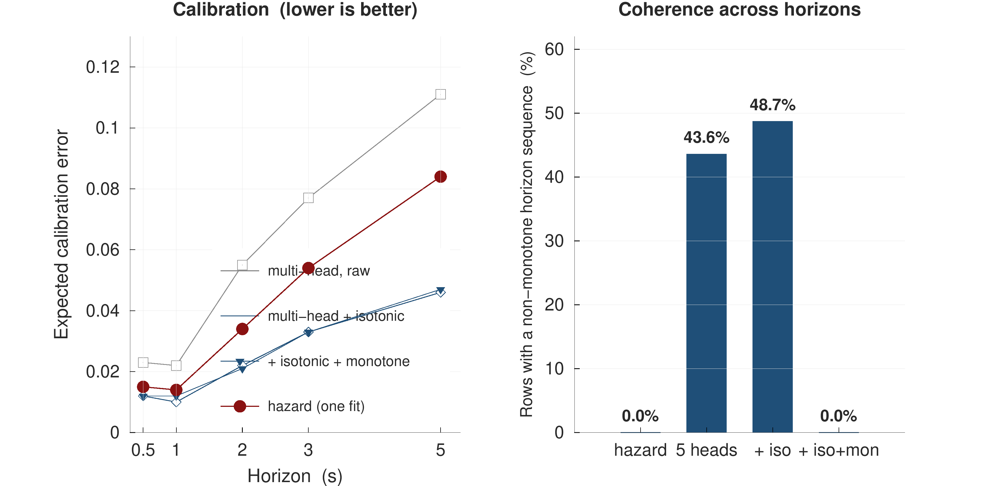 Calibration (lower is better)
Expected calibration error
0.12
0.1
0.08
0.06
0.04
0.02
0
0.5 1 2 3 5
Horizon (s)
multi–head, raw
multi–head + isotonic
+ isotonic + monotone
hazard (one fit)
Coherence across horizons
Rows with a non–monotone horizon sequence (%)
60
50
40
30
20
10
0
0.0%
43.6%
48.7%
0.0%
hazard 5 heads + iso + iso+mon